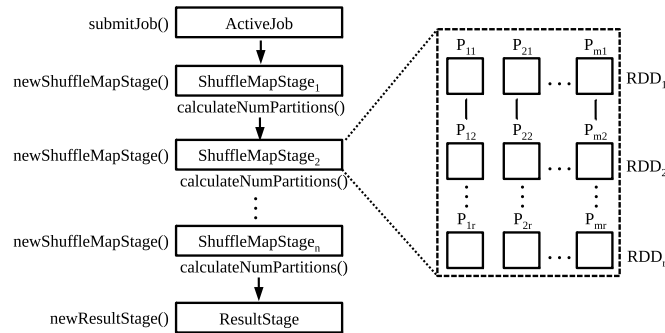 submitJob() ActiveJob
newShuffleMapStage() ShuffleMapStage1
calculateNumPartitions()
newShuffleMapStage() ShuffleMapStage2
calculateNumPartitions()
newShuffleMapStage() ShuffleMapStagen
calculateNumPartitions()
newResultStage() ResultStage
P11 P21 Pm1
RDD1
P12 P22 Pm2
RDD2
P1r P2r Pmr
RDDr